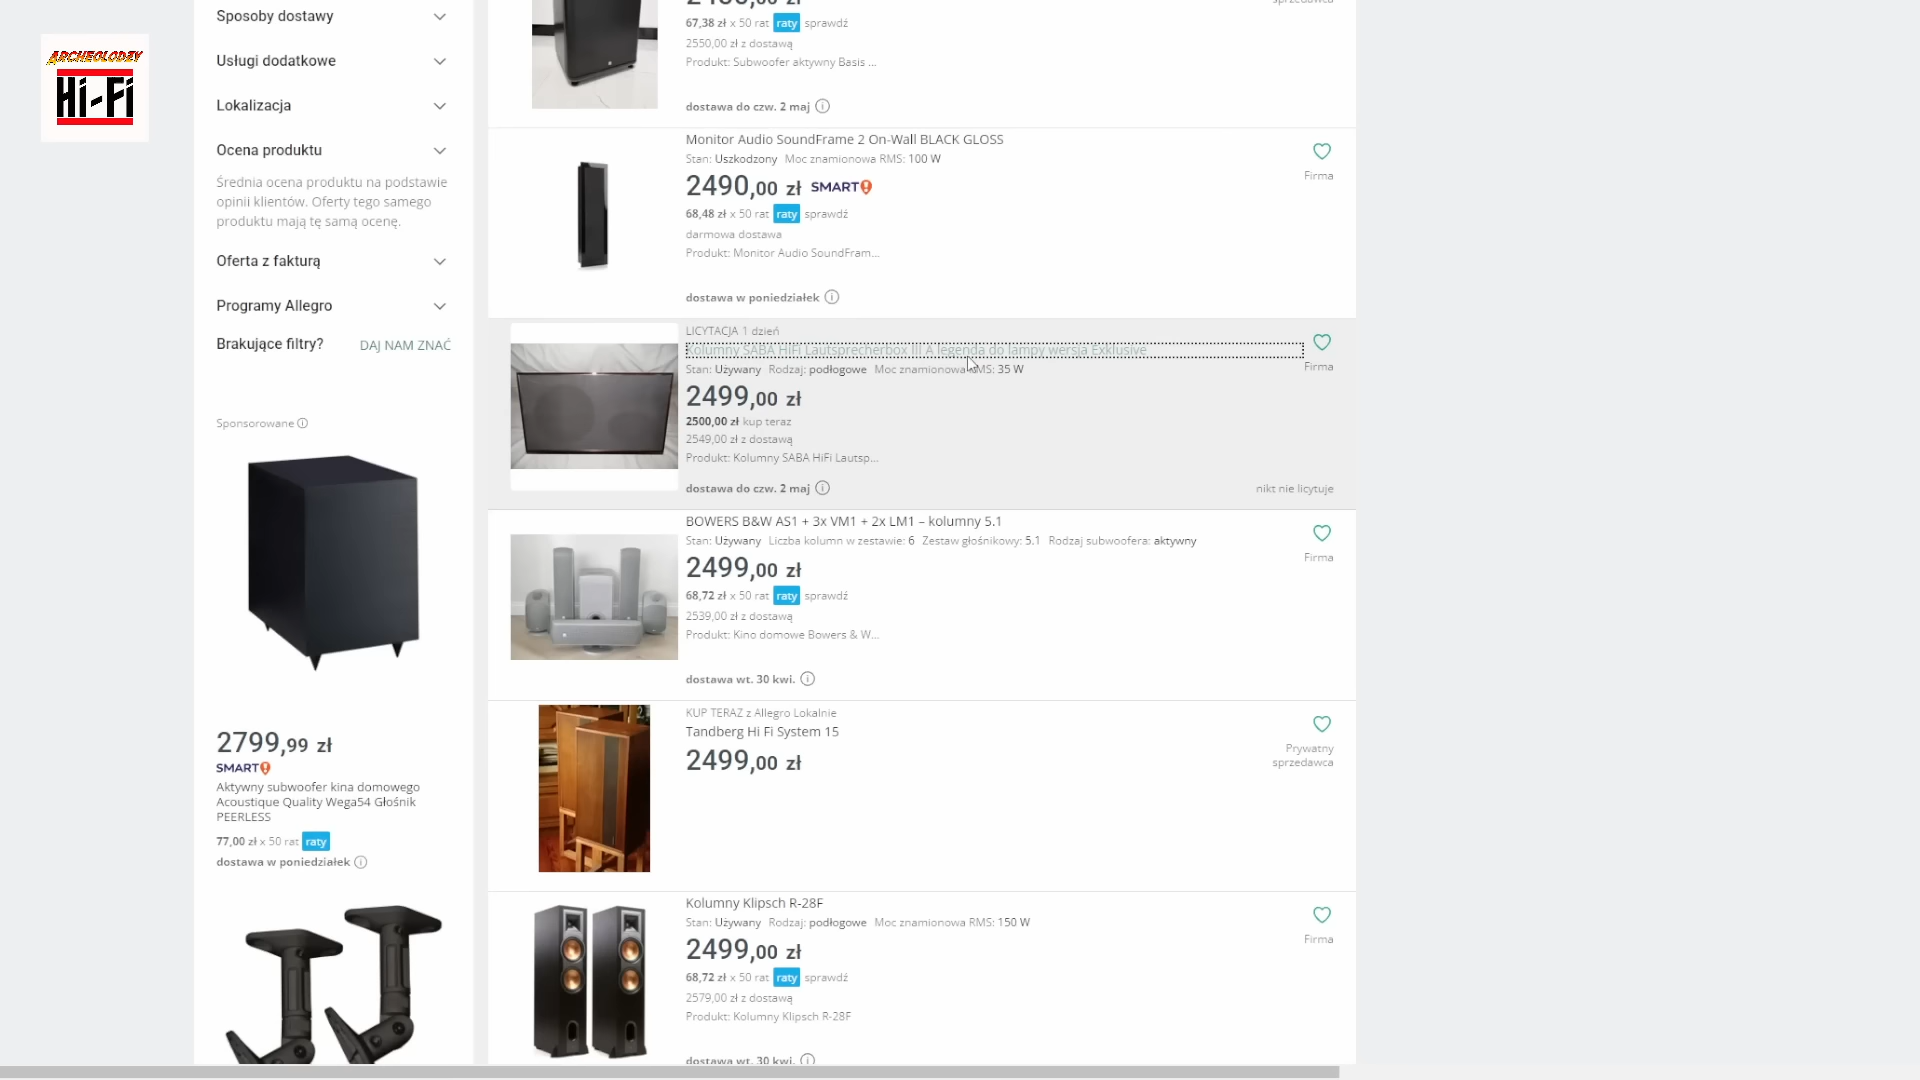 ARCHEOLODZY
Hi-Fi
Sposoby dostawy
Usługi dodatkowe
Lokalizacja
Ocena produktu
Średnia ocena produktu na podstawie
opinii klientów. Oferty tego samego
produktu mają tę samą ocenę.
Oferta z fakturą
Programy Allegro
Brakujące filtry? DAJ NAM ZNAĆ
Sponsorowane
2799,99 zł
SMART!
Aktywny subwoofer kina domowego
Acoustique Quality Wega54 Głośnik
PEERLESS
77,00 zł x 50 rat raty
dostawa w poniedziałek
67,38 zł x 50 rat raty sprawdź
2550,00 zł z dostawą
Produkt: Subwoofer aktywny Basis ...
dostawa do czw. 2 maj
sprzedawca
Monitor Audio SoundFrame 2 On-Wall BLACK GLOSS
Stan: Uszkodzony Moc znamionowa RMS: 100 W
2490,00 zł SMART!
68,48 zł x 50 rat raty sprawdź
darmowa dostawa
Produkt: Monitor Audio SoundFram...
dostawa w poniedziałek
Firma
LICYTACJA 1 dzień
Kolumny SABA HiFi Lautsprecherbox III A legenda do lampy wersja Exklusive
Stan: Używany Rodzaj: podłogowe Moc znamionowa RMS: 35 W
2499,00 zł
2500,00 zł kup teraz
2549,00 zł z dostawą
Produkt: Kolumny SABA HiFi Lautsp...
dostawa do czw. 2 maj
Firma
nikt nie licytuje
BOWERS B&W AS1 + 3x VM1 + 2x LM1 – kolumny 5.1
Stan: Używany Liczba kolumn w zestawie: 6 Zestaw głośnikowy: 5.1 Rodzaj subwoofera: aktywny
2499,00 zł
68,72 zł x 50 rat raty sprawdź
2539,00 zł z dostawą
Produkt: Kino domowe Bowers & W...
dostawa wt. 30 kwi.
Firma
KUP TERAZ z Allegro Lokalnie
Tandberg Hi Fi System 15
2499,00 zł
Prywatny
sprzedawca
Kolumny Klipsch R-28F
Stan: Używany Rodzaj: podłogowe Moc znamionowa RMS: 150 W
2499,00 zł
68,72 zł x 50 rat raty sprawdź
2579,00 zł z dostawą
Produkt: Kolumny Klipsch R-28F
dostawa wt. 30 kwi.
Firma